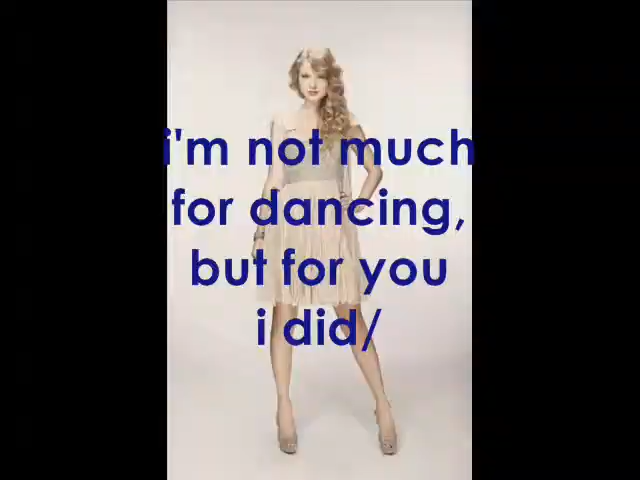 i'm not much
for dancing,
but for you
i did/